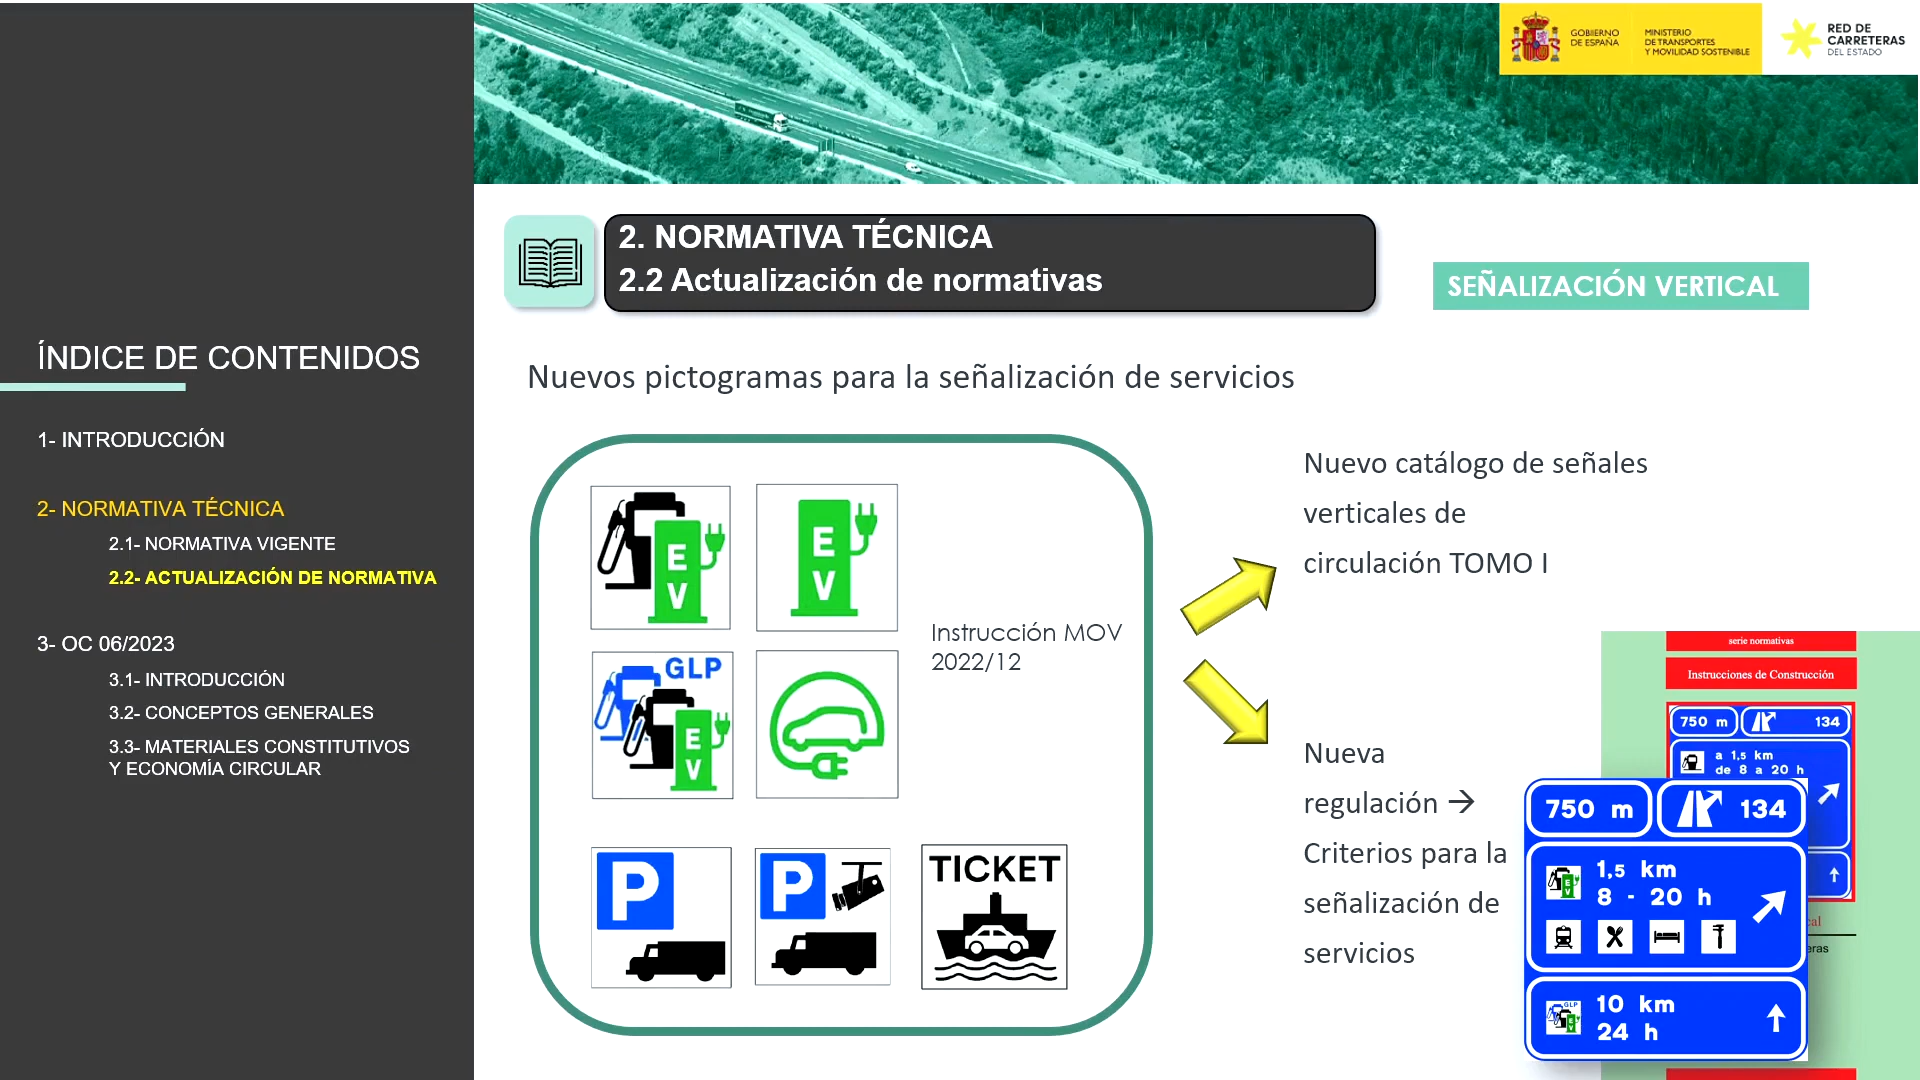 GOBIERNO
DE ESPAÑA
MINISTERIO
DE TRANSPORTES
Y MOVILIDAD SOSTENIBLE
RED DE
CARRETERAS
DEL ESTADO
ÍNDICE DE CONTENIDOS
1- INTRODUCCIÓN
2- NORMATIVA TÉCNICA
2.1- NORMATIVA VIGENTE
2.2- ACTUALIZACIÓN DE NORMATIVA
3- OC 06/2023
3.1- INTRODUCCIÓN
3.2- CONCEPTOS GENERALES
3.3- MATERIALES CONSTITUTIVOS
Y ECONOMÍA CIRCULAR
2. NORMATIVA TÉCNICA
2.2 Actualización de normativas
SEÑALIZACIÓN VERTICAL
Nuevos pictogramas para la señalización de servicios
E
V
E
V
GLP
E
V
P
P
TICKET
Instrucción MOV
2022/12
Nuevo catálogo de señales
verticales de
circulación TOMO I
Nueva
regulación →
Criterios para la
señalización de
servicios
serie normativas
Instrucciones de Construcción
750 m
134
a 1,5 km
de 8 a 20 h
750 m
134
E
V
1,5 km
8 - 20 h
GLP
E
V
10 km
24 h